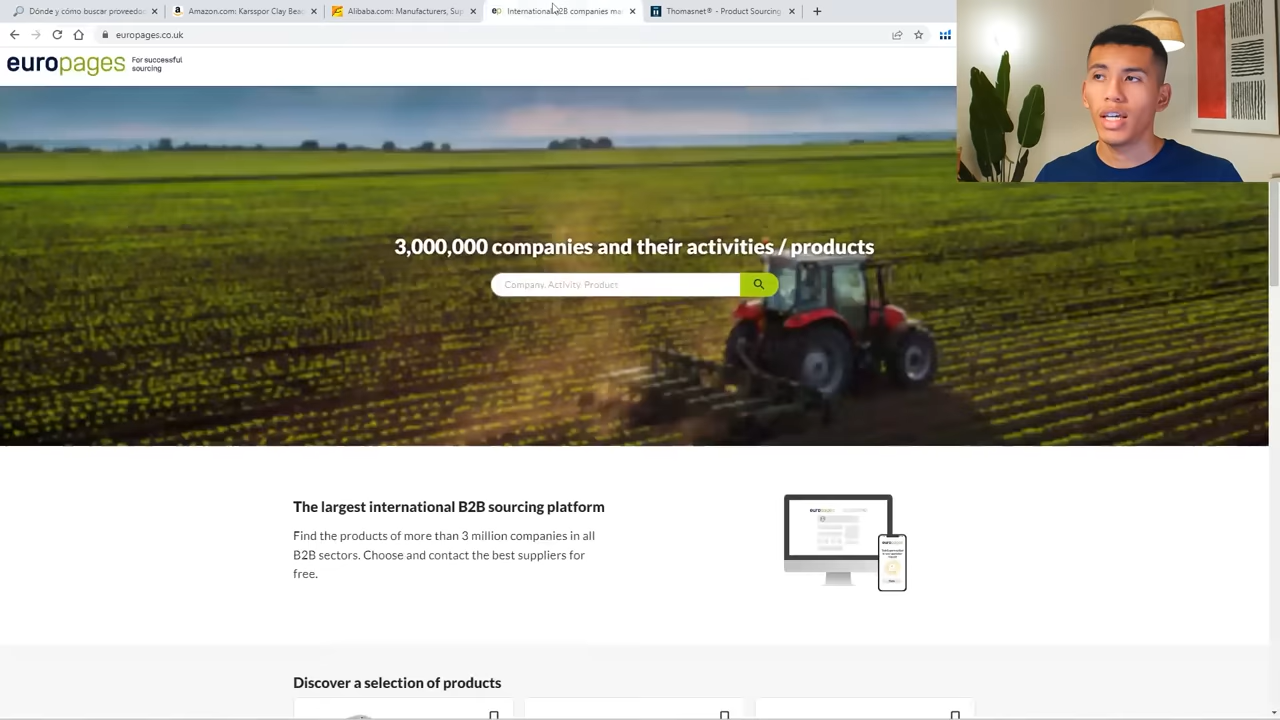 Dónde y cómo buscar proveedo
Amazon.com: Karsspor Clay Bea
Alibaba.com: Manufacturers, Sup
International B2B companies ma
Thomasnet® - Product Sourcing
europages.co.uk
europages For successful
sourcing
3,000,000 companies and their activities / products
Company, Activity, Product
The largest international B2B sourcing platform
Find the products of more than 3 million companies in all
B2B sectors. Choose and contact the best suppliers for
free.
Discover a selection of products